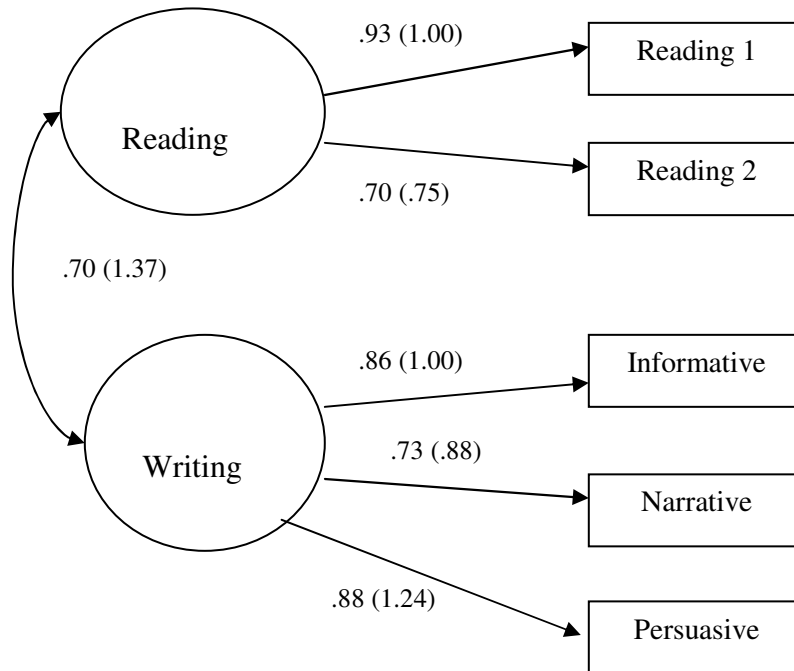 .93 (1.00)
Reading 1
Reading
.70 (.75)
Reading 2
.70 (1.37)
.86 (1.00)
Informative
Writing
.73 (.88)
Narrative
.88 (1.24)
Persuasive